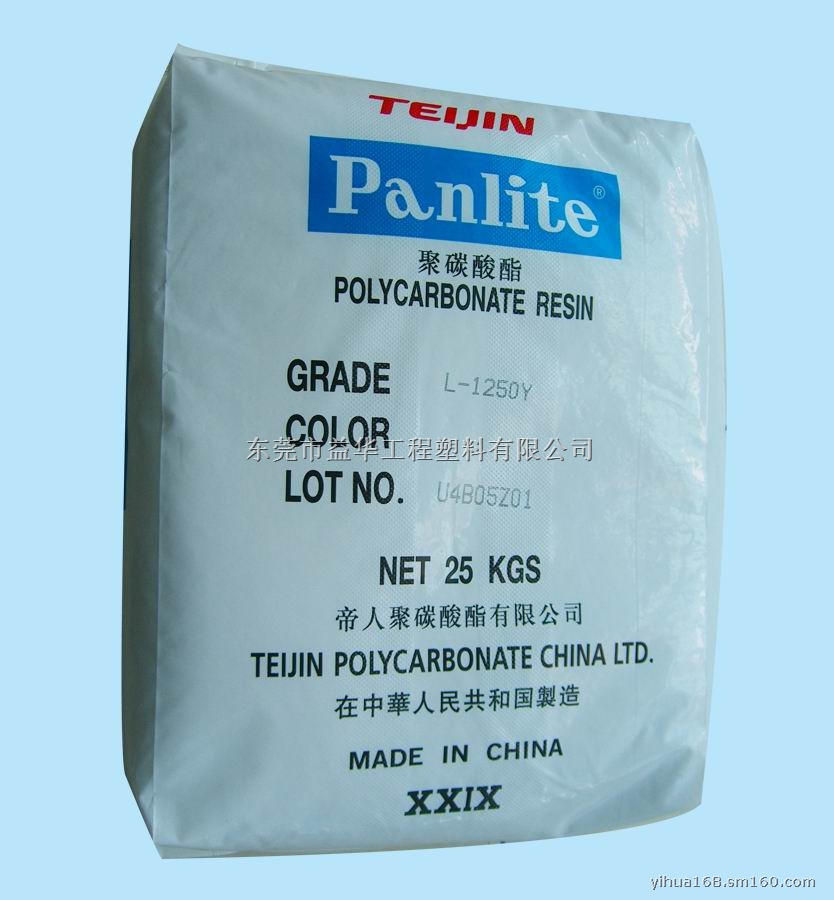 TEIJIN
Panlite®
聚碳酸酯
POLYCARBONATE RESIN
GRADE L-1250Y
COLOR
东莞市益华工程塑料有限公司
LOT NO. U4B05Z01
NET 25 KGS
帝人聚碳酸酯有限公司
TEIJIN POLYCARBONATE CHINA LTD.
在中華人民共和国製造
MADE IN CHINA
XXIX
yihua168.sm160.com